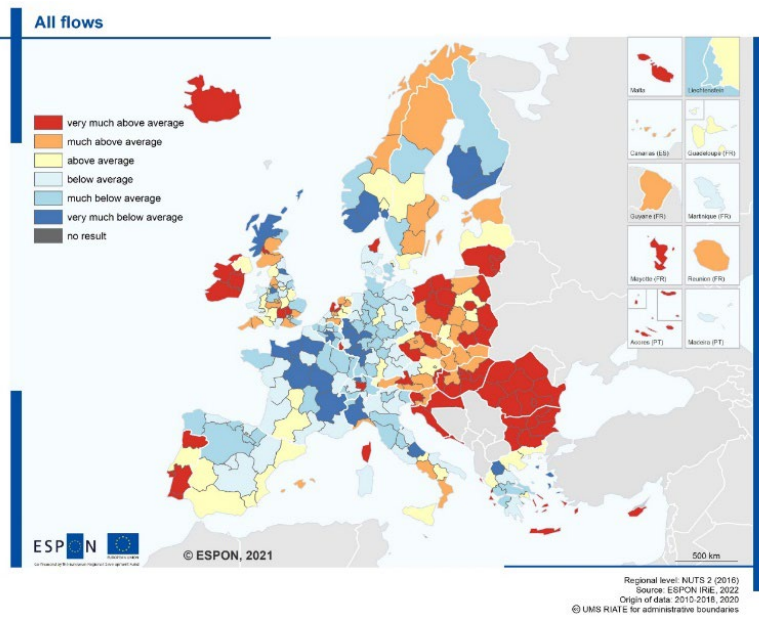 All flows
very much above average
much above average
above average
below average
much below average
very much below average
no result
Malta
Liechtenstein
Canarias (ES)
Guadeloupe (FR)
Guyane (FR)
Martinique (FR)
Mayotte (FR)
Reunion (FR)
Acores (PT)
Madeira (PT)
ESPON
© ESPON, 2021
500 km
Regional level: NUTS 2 (2016)
Source: ESPON IRiE, 2022
Origin of data: 2010-2018, 2020
© UMS RIATE for administrative boundaries